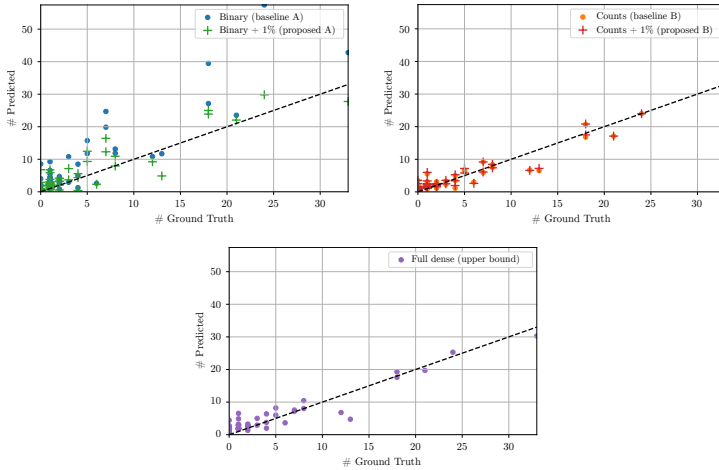 50
40
30
20
10
0
# Predicted
Binary (baseline A)
Binary + 1% (proposed A)
0 5 10 15 20 25 30
# Ground Truth
50
40
30
20
10
0
# Predicted
Counts (baseline B)
Counts + 1% (proposed B)
0 5 10 15 20 25 30
# Ground Truth
50
40
30
20
10
0
# Predicted
Full dense (upper bound)
0 5 10 15 20 25 30
# Ground Truth